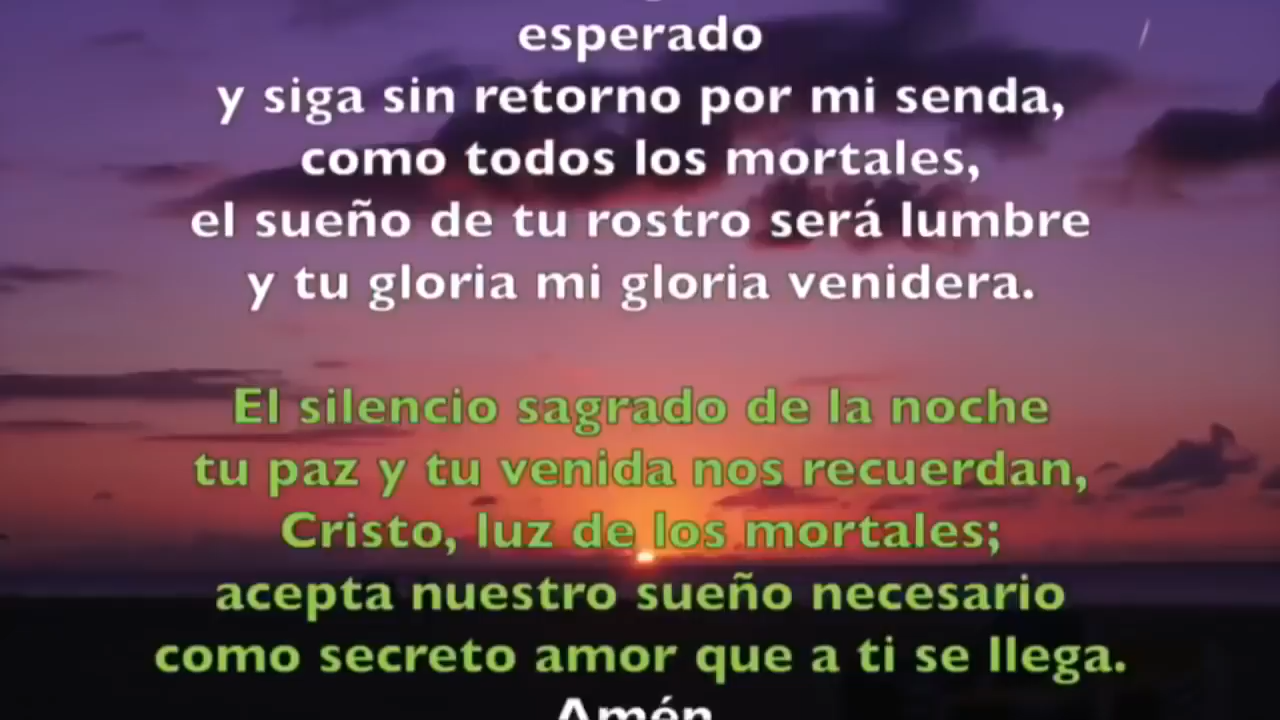 esperado
y siga sin retorno por mi senda,
como todos los mortales,
el sueño de tu rostro será lumbre
y tu gloria mi gloria venidera.
El silencio sagrado de la noche
tu paz y tu venida nos recuerdan,
Cristo, luz de los mortales;
acepta nuestro sueño necesario
como secreto amor que a ti se llega.
Amén